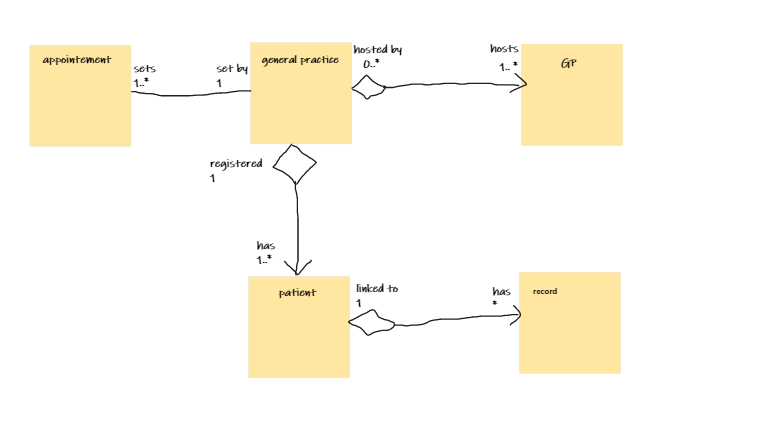 appointement
sets
1..*
set by
1
general practice
hosted by
0..*
hosts
1..*
GP
registered
1
has
1..*
patient
linked to
1
has
*
record